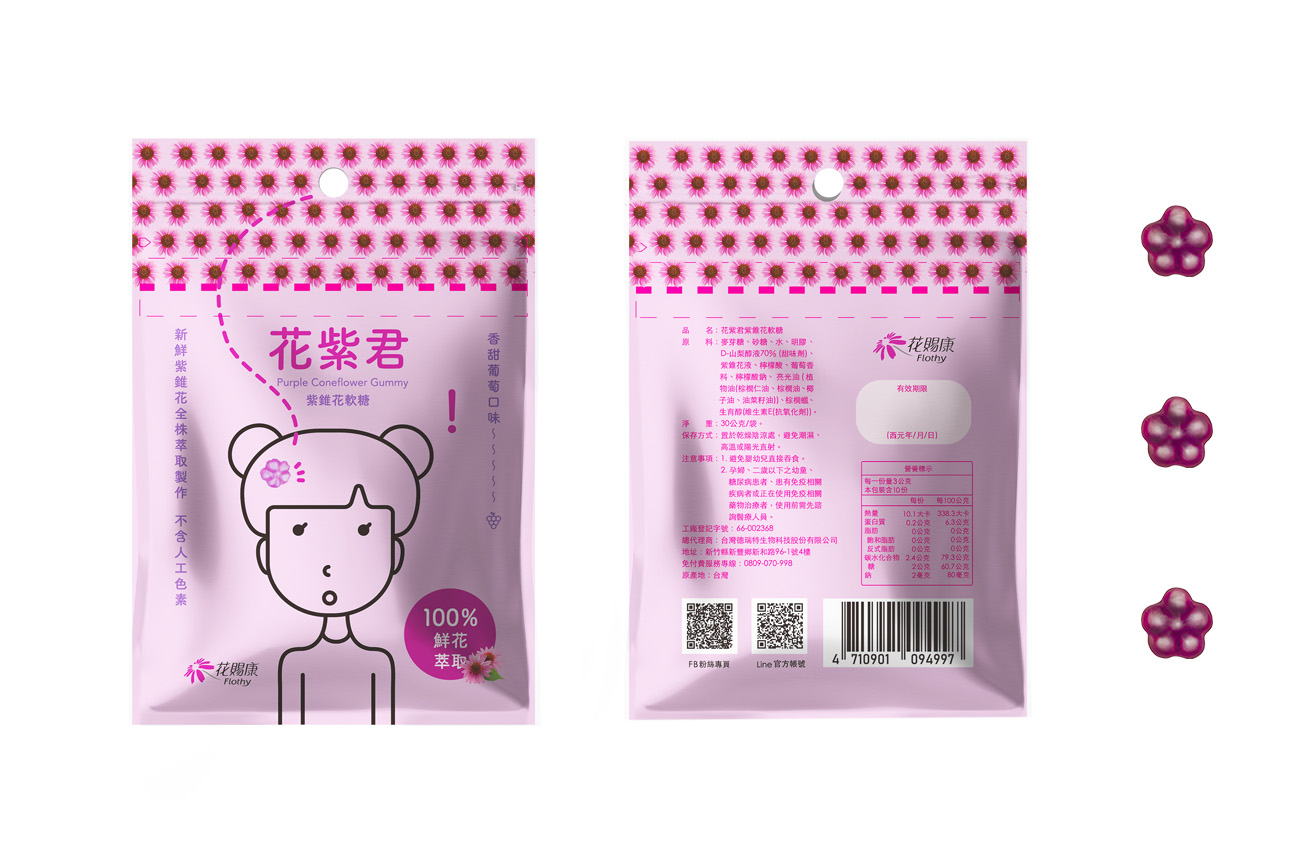 花紫君
Purple Coneflower Gummy
紫錐花軟糖
新鮮紫錐花全株萃取製作 不含人工色素
香甜葡萄口味~~~~~
!
100%
鮮花
萃取
花賜康
Flothy
品 名:花紫君紫錐花軟糖
原 料:麥芽糖、砂糖、水、明膠、
D-山梨醇液70% (甜味劑)、
紫錐花液、檸檬酸、葡萄香
料、檸檬酸鈉、亮光油(植
物油(棕櫚仁油、棕櫚油、椰
子油、油菜籽油))、棕櫚蠟、
生育醇(維生素E(抗氧化劑))。
淨 重:30公克/袋。
保存方式:置於乾燥陰涼處,避免潮濕、
高溫或陽光直射。
注意事項:1. 避免嬰幼兒直接吞食。
2. 孕婦、二歲以下之幼童、
糖尿病患者、患有免疫相關
疾病者或正在使用免疫相關
藥物治療者,使用前需先諮
詢醫療人員。
工廠登記字號:66-002368
總代理商:台灣德瑞特生物科技股份有限公司
地址:新竹縣新豐鄉新和路96-1號4樓
免付費服務專線:0809-070-998
原產地:台灣
花賜康
Flothy
有效期限
(西元年/月/日)
營養標示
每一份量3公克
本包裝含10份
每份 每100公克
熱量 10.1大卡 338.3大卡
蛋白質 0.2公克 6.3公克
脂肪 0公克 0公克
飽和脂肪 0公克 0公克
反式脂肪 0公克 0公克
碳水化合物 2.4公克 79.3公克
糖 2公克 60.7公克
鈉 2毫克 80毫克
FB粉絲專頁
Line官方帳號
4 710901 094997